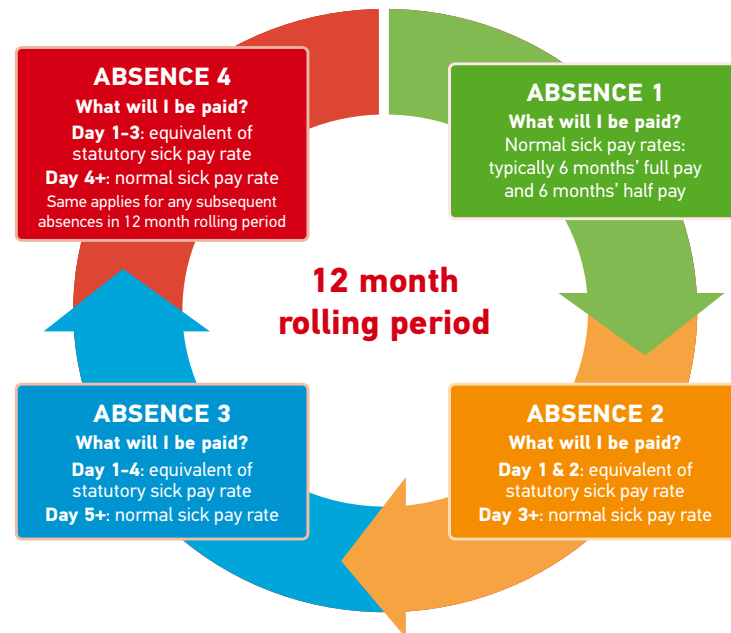 ABSENCE 1
What will I be paid?
Normal sick pay rates:
typically 6 months’ full pay
and 6 months’ half pay
ABSENCE 2
What will I be paid?
Day 1 & 2: equivalent of
statutory sick pay rate
Day 3+: normal sick pay rate
ABSENCE 3
What will I be paid?
Day 1-4: equivalent of
statutory sick pay rate
Day 5+: normal sick pay rate
ABSENCE 4
What will I be paid?
Day 1-3: equivalent of
statutory sick pay rate
Day 4+: normal sick pay rate
Same applies for any subsequent
absences in 12 month rolling period
12 month
rolling period